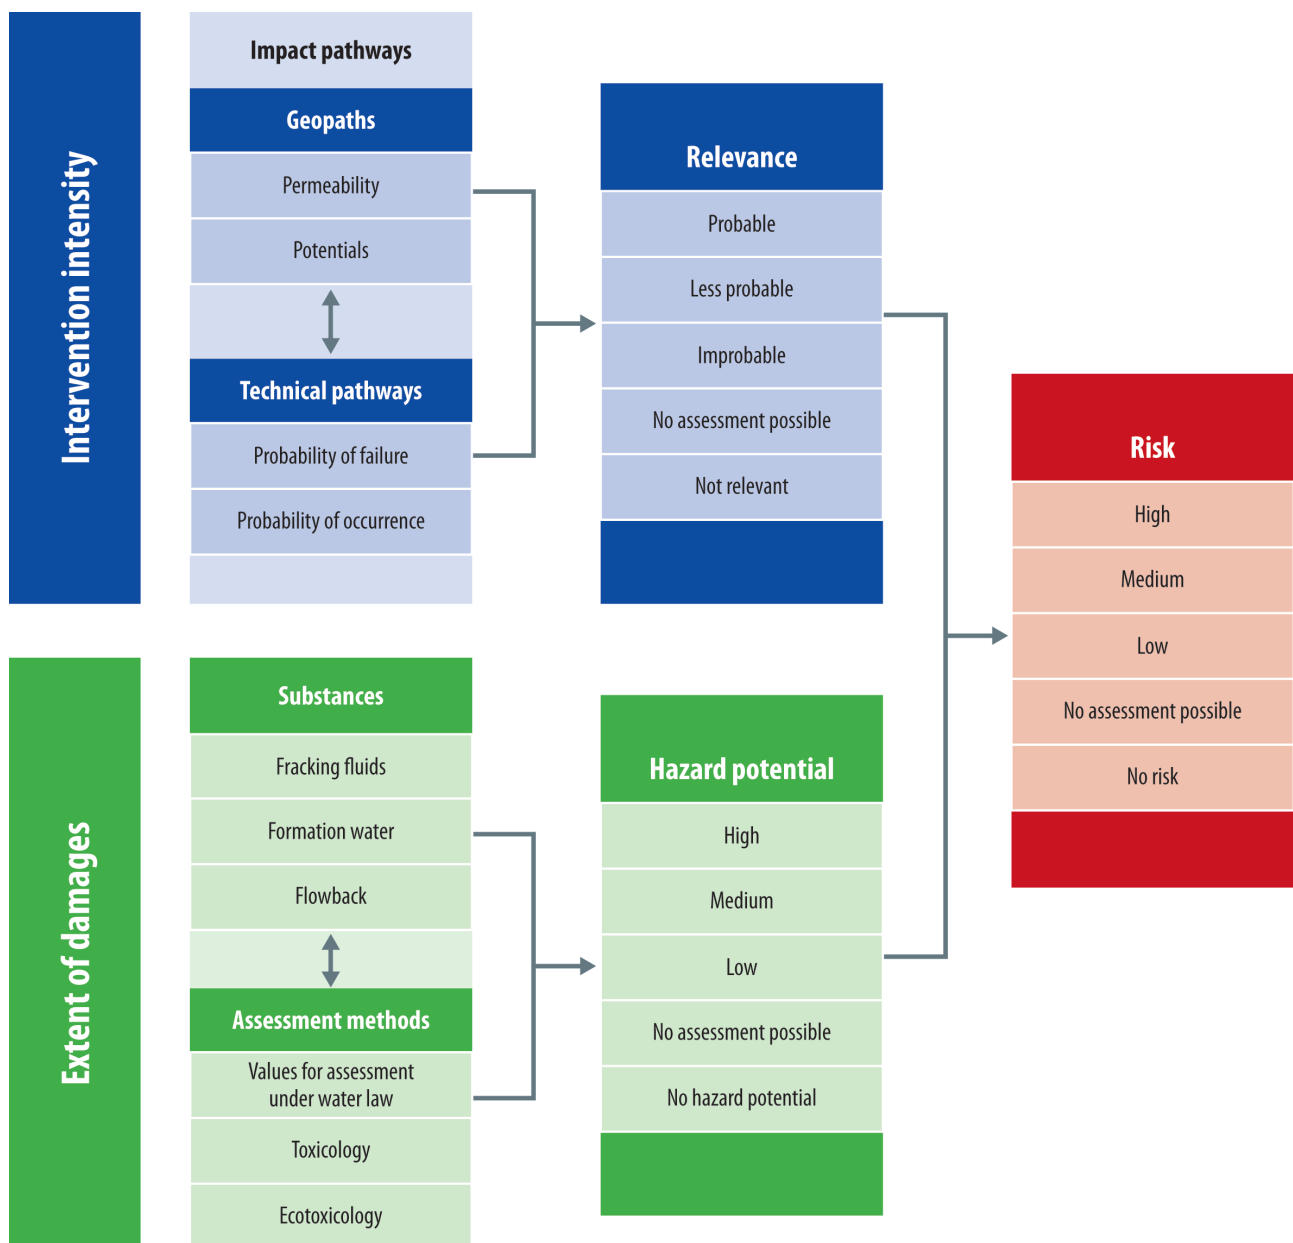 Intervention intensity
Impact pathways
Geopaths
Permeability
Potentials
Technical pathways
Probability of failure
Probability of occurrence
Relevance
Probable
Less probable
Improbable
No assessment possible
Not relevant
Extent of damages
Substances
Fracking fluids
Formation water
Flowback
Assessment methods
Values for assessment
under water law
Toxicology
Ecotoxicology
Hazard potential
High
Medium
Low
No assessment possible
No hazard potential
Risk
High
Medium
Low
No assessment possible
No risk